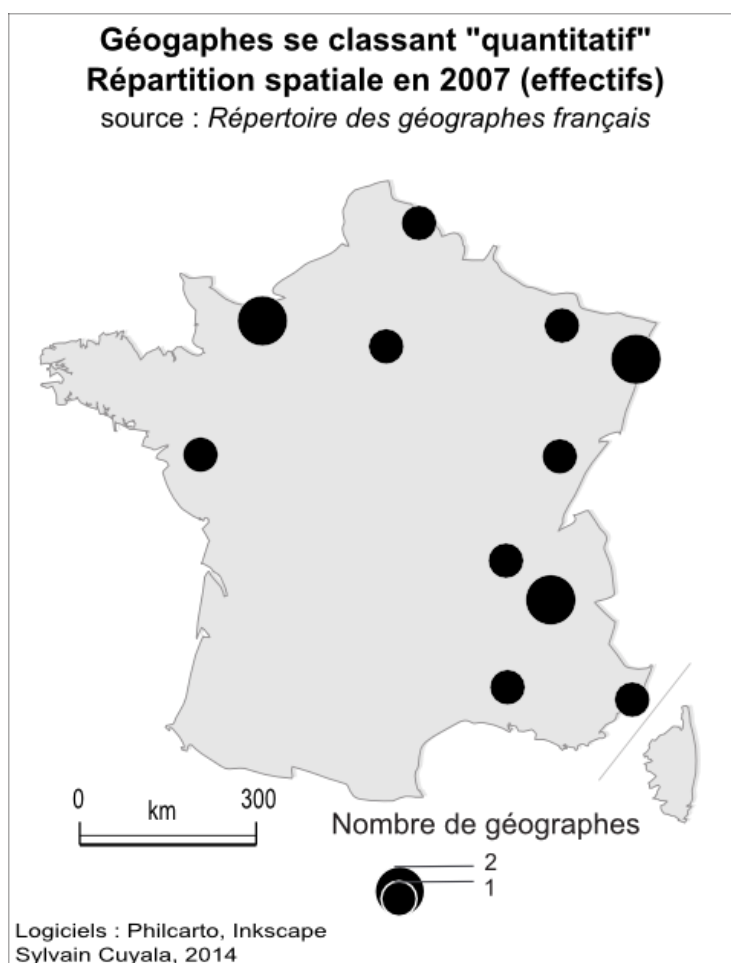 Géogaphes se classant "quantitatif"
Répartition spatiale en 2007 (effectifs)
source : Répertoire des géographes français
0 300
km
Nombre de géographes
2
1
Logiciels : Philcarto, Inkscape
Sylvain Cuyala, 2014